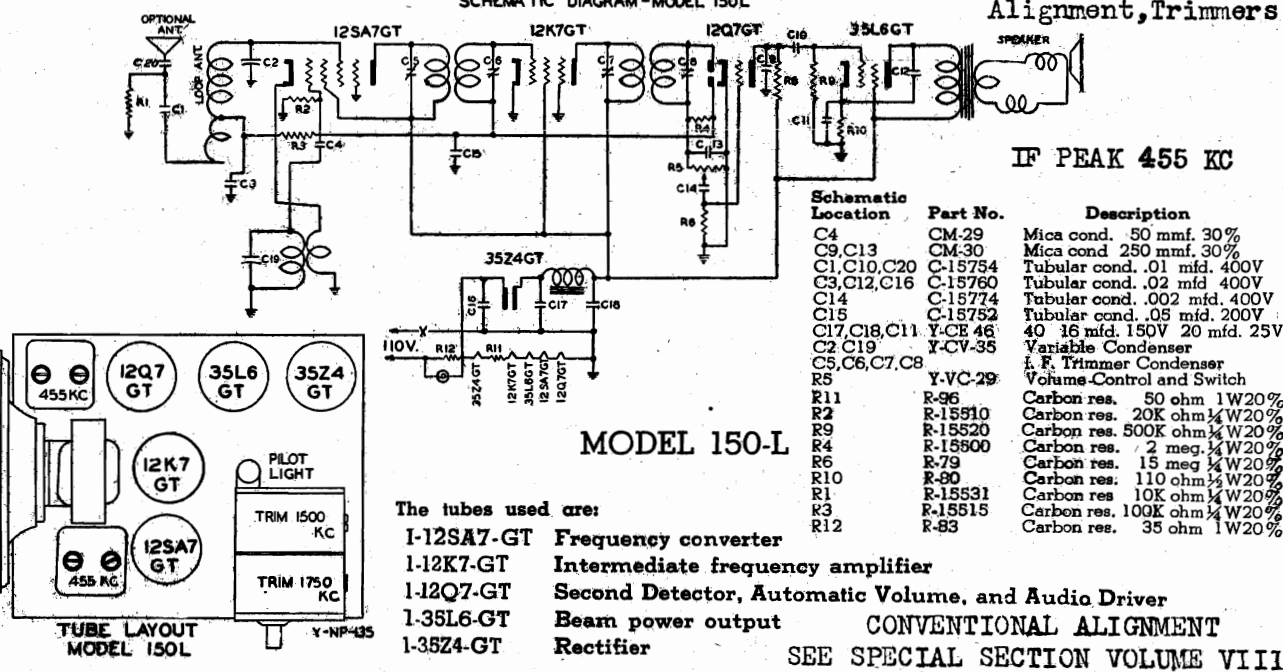 SCHEMATIC DIAGRAM-MODEL 150L
Alignment,Trimmers
OPTIONAL
ANT.
C.20
R1
C1
LOOP ANT.
C2
C3
12SA7GT
R2
R3
C4
C19
C5
C6
12K7GT
C15
C7
C8
12Q7GT
R4
C13
R5
C14
R6
C9
R8
C10
35L6GT
R9
C11
R10
C12
SPEAKER
IF PEAK 455 KC
35Z4GT
C16
C17
C18
X
110V.
R12
R11
35Z4GT
12K7GT
35L6GT
12SA7GT
12Q7GT
Schematic
Location Part No. Description
C4 CM-29 Mica cond. 50 mmf. 30%
C9,C13 CM-30 Mica cond 250 mmf. 30%
C1,C10,C20 C-15754 Tubular cond. .01 mfd. 400V
C3,C12,C16 C-15760 Tubular cond. .02 mfd 400V
C14 C-15774 Tubular cond. .002 mfd. 400V
C15 C-15752 Tubular cond. .05 mfd. 200V
C17,C18,C11 Y-CE 46 40 16 mfd. 150V 20 mfd. 25V
C2 C19 Y-CV-35 Variable Condenser
C5,C6,C7,C8 I. F. Trimmer Condenser
R5 Y-VC-29 Volume Control and Switch
R11 R-96 Carbon res. 50 ohm 1W20%
R2 R-15510 Carbon res. 20K ohm ¼W20%
R9 R-15520 Carbon res. 500K ohm ¼W20%
R4 R-15500 Carbon res. 2 meg. ¼W20%
R6 R-79 Carbon res. 15 meg ¼W20%
R10 R-80 Carbon res. 110 ohm ½W20%
R1 R-15531 Carbon res 10K ohm ¼W20%
R3 R-15515 Carbon res. 100K ohm ¼W20%
R12 R-83 Carbon res. 35 ohm 1W20%
455KC
12Q7
GT
35L6
GT
35Z4
GT
12K7
GT
PILOT
LIGHT
TRIM 1500
KC
12SA7
GT
455 KC
TRIM 1750
KC
TUBE LAYOUT
MODEL 150L
Y-NP-435
MODEL 150-L
The tubes used are:
1-12SA7-GT Frequency converter
1-12K7-GT Intermediate frequency amplifier
1-12Q7-GT Second Detector, Automatic Volume, and Audio Driver
1-35L6-GT Beam power output
1-35Z4-GT Rectifier
CONVENTIONAL ALIGNMENT
SEE SPECIAL SECTION VOLUME VIII